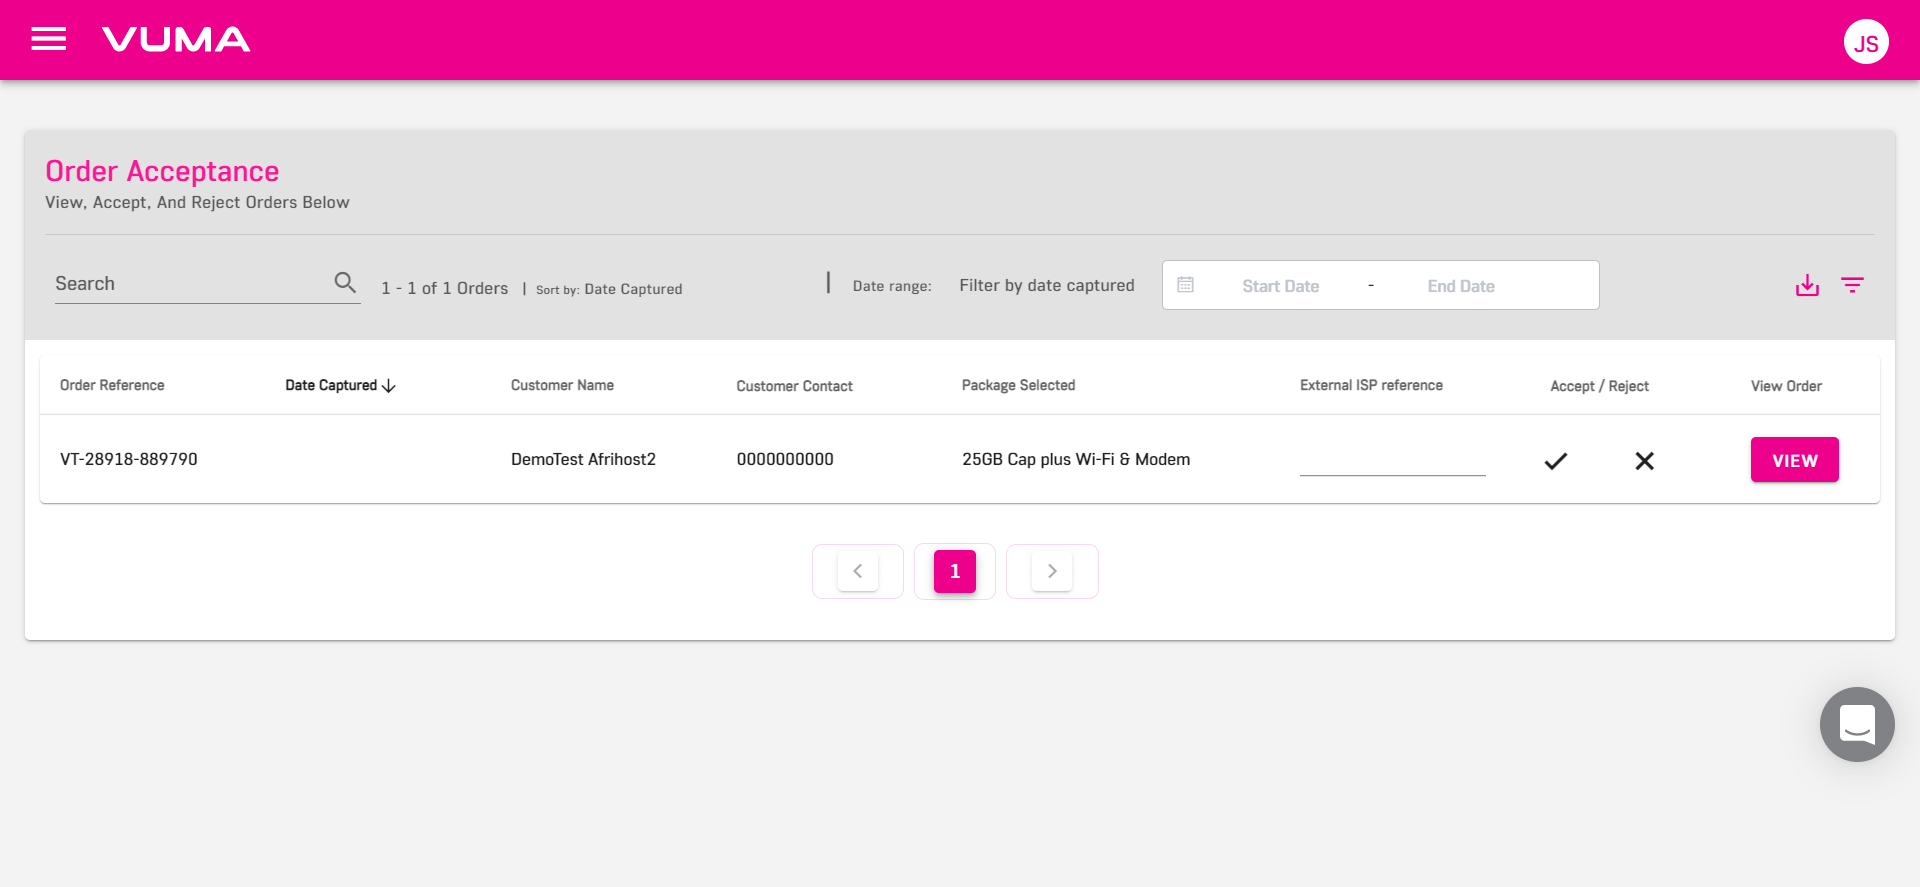 VUMA
JS
Order Acceptance
View, Accept, And Reject Orders Below
Search
1 - 1 of 1 Orders | Sort by: Date Captured
| Date range: Filter by date captured Start Date - End Date
Order Reference Date Captured Customer Name Customer Contact Package Selected External ISP reference Accept / Reject View Order
VT-28918-889790 DemoTest Afrihost2 0000000000 25GB Cap plus Wi-Fi & Modem VIEW
1